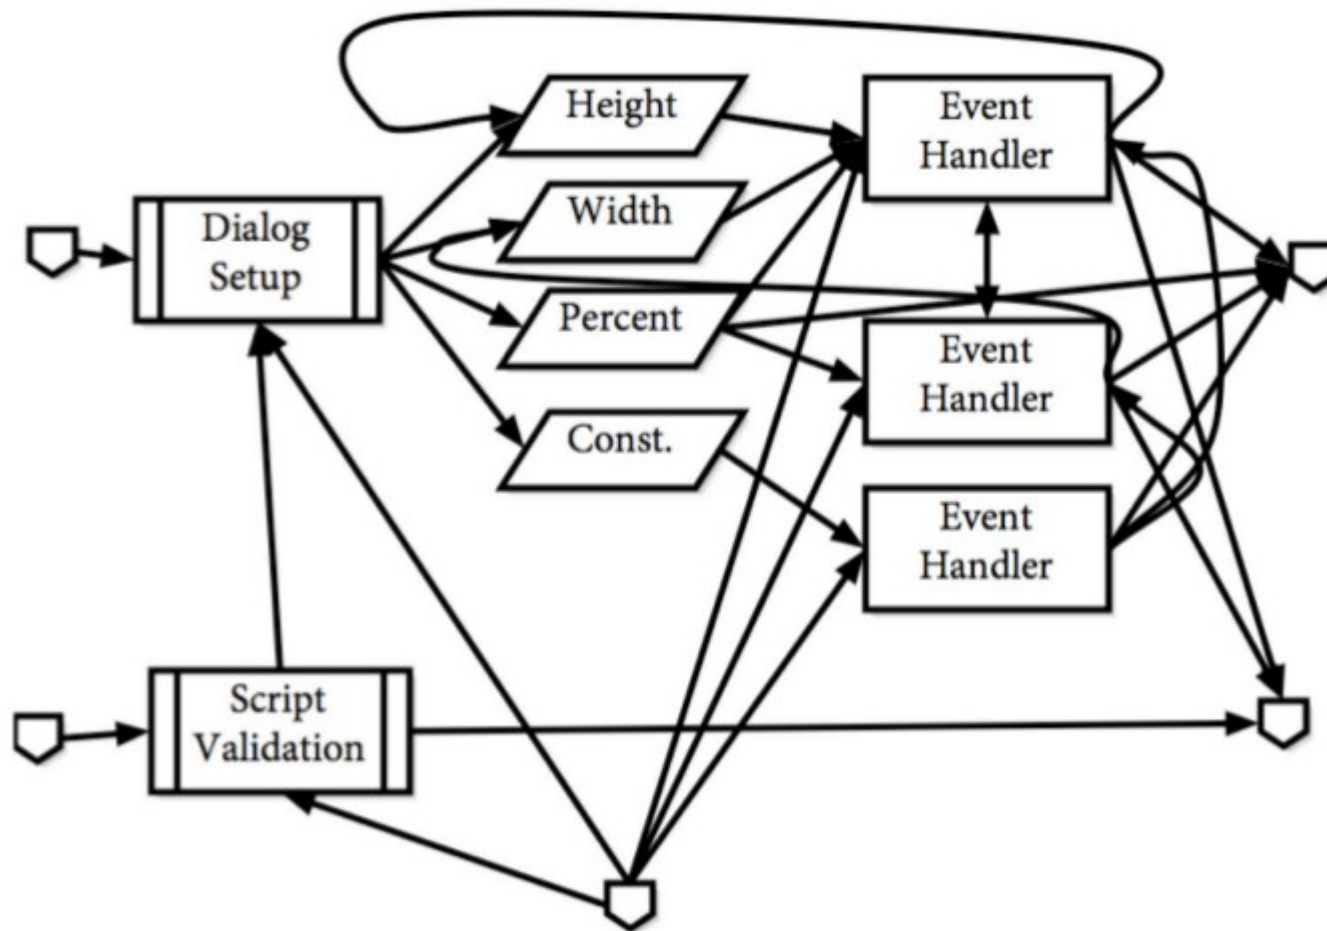 Height
Event
Handler
Width
Dialog
Setup
Percent
Event
Handler
Const.
Event
Handler
Script
Validation